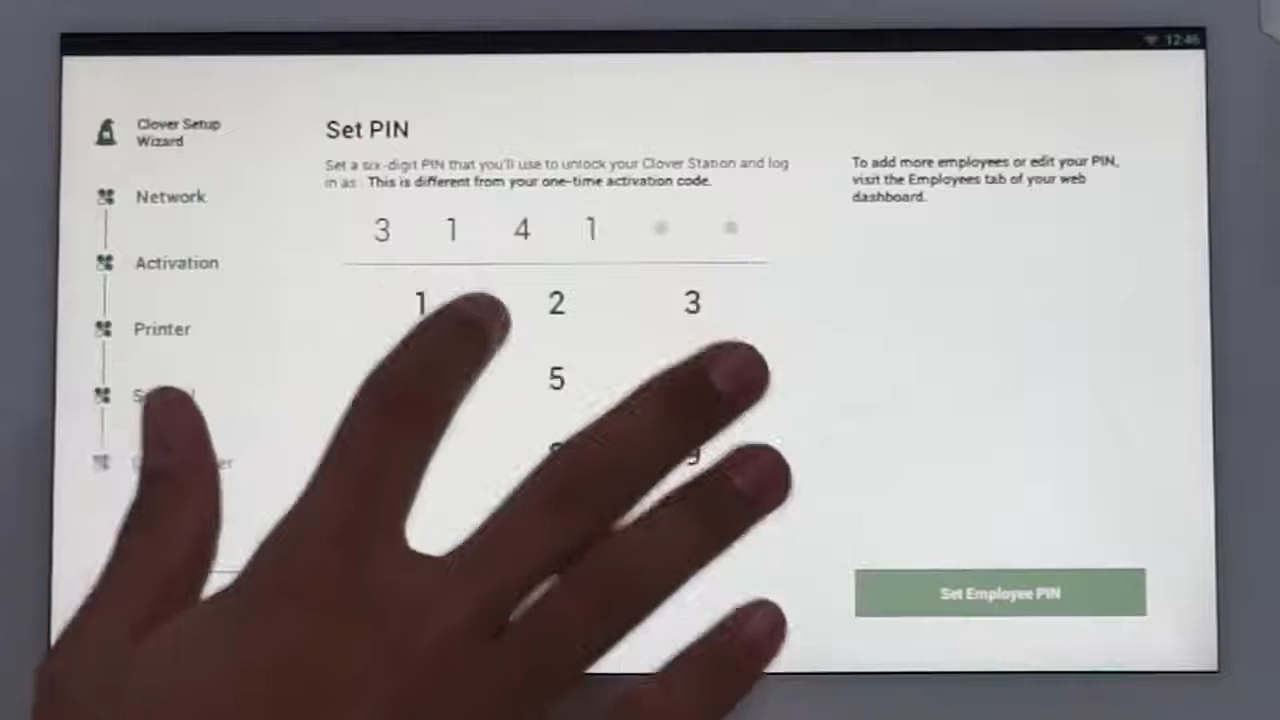 12:46
Clover Setup
Wizard
Network
Activation
Printer
Set PIN
Set a six-digit PIN that you'll use to unlock your Clover Station and log
in as . This is different from your one-time activation code.
3 1 4 1
1 2 3
5
9
To add more employees or edit your PIN,
visit the Employees tab of your web
dashboard.
Set Employee PIN